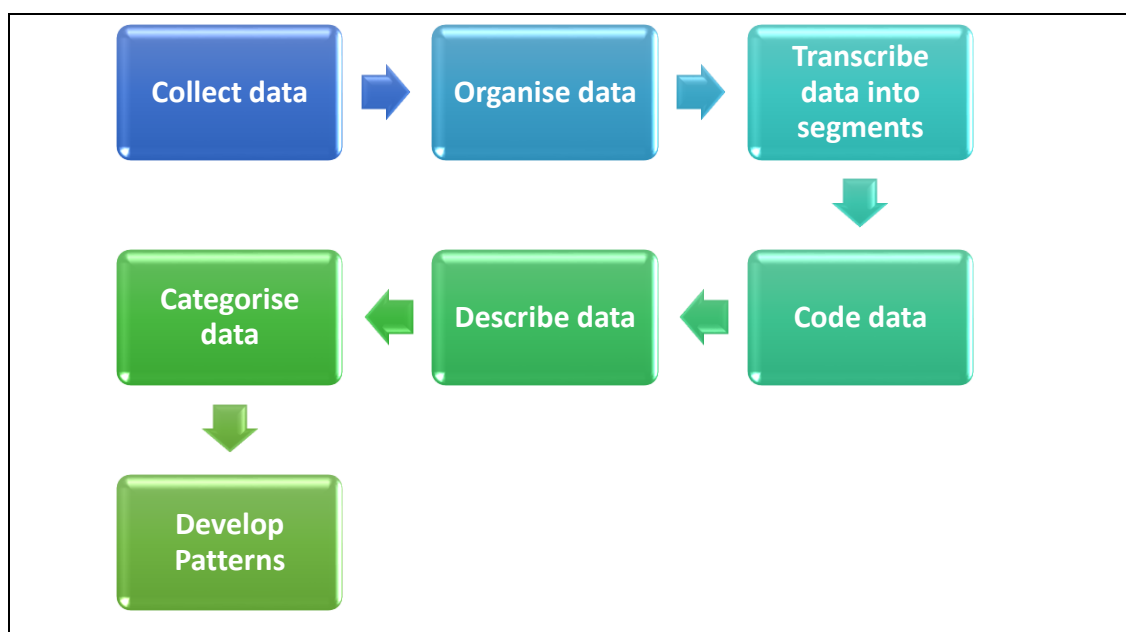 Collect data
Organise data
Transcribe
data into
segments
Code data
Describe data
Categorise
data
Develop
Patterns